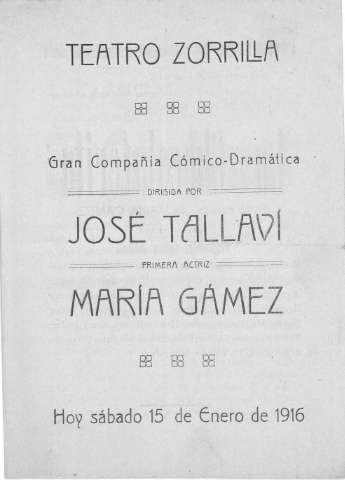 TEATRO ZORRILLA
Gran Compañia Cómico-Dramática
DIRIGIDA POR
JOSÉ TALLAVÍ
PRIMERA ACTRIZ
MARÍA GÁMEZ
Hoy sábado 15 de Enero de 1916